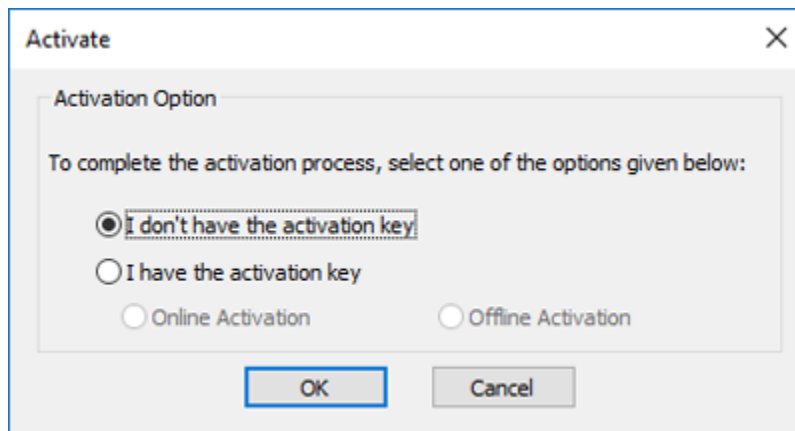 Activate
Activation Option
To complete the activation process, select one of the options given below:
I don't have the activation key
I have the activation key
Online Activation Offline Activation
OK Cancel